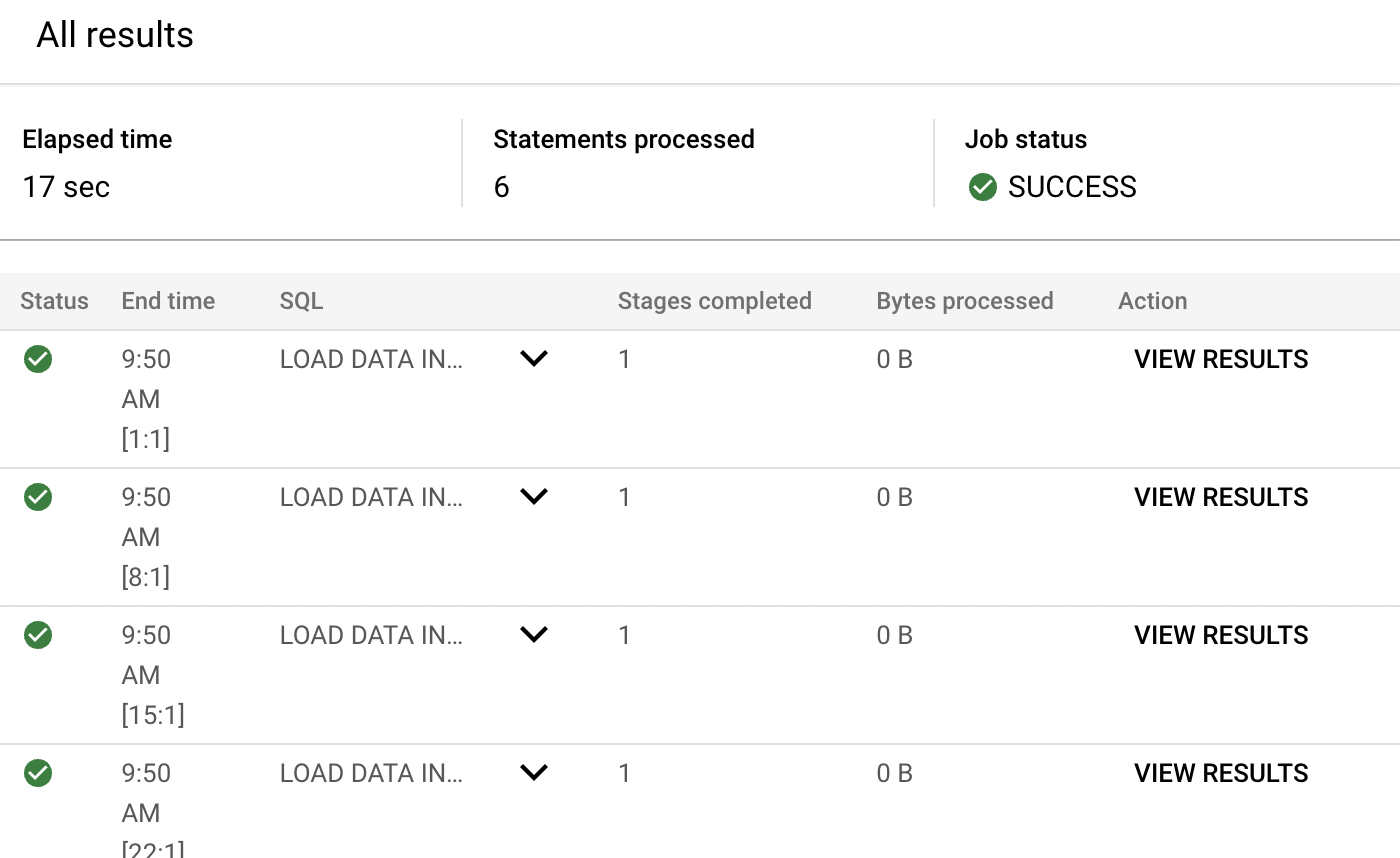 All results
Elapsed time
Statements processed
Job status
17 sec
6
SUCCESS
Status End time SQL Stages completed Bytes processed Action
9:50 LOAD DATA IN... 1 0 B VIEW RESULTS
AM
[1:1]
9:50 LOAD DATA IN... 1 0 B VIEW RESULTS
AM
[8:1]
9:50 LOAD DATA IN... 1 0 B VIEW RESULTS
AM
[15:1]
9:50 LOAD DATA IN... 1 0 B VIEW RESULTS
AM
[22:1]